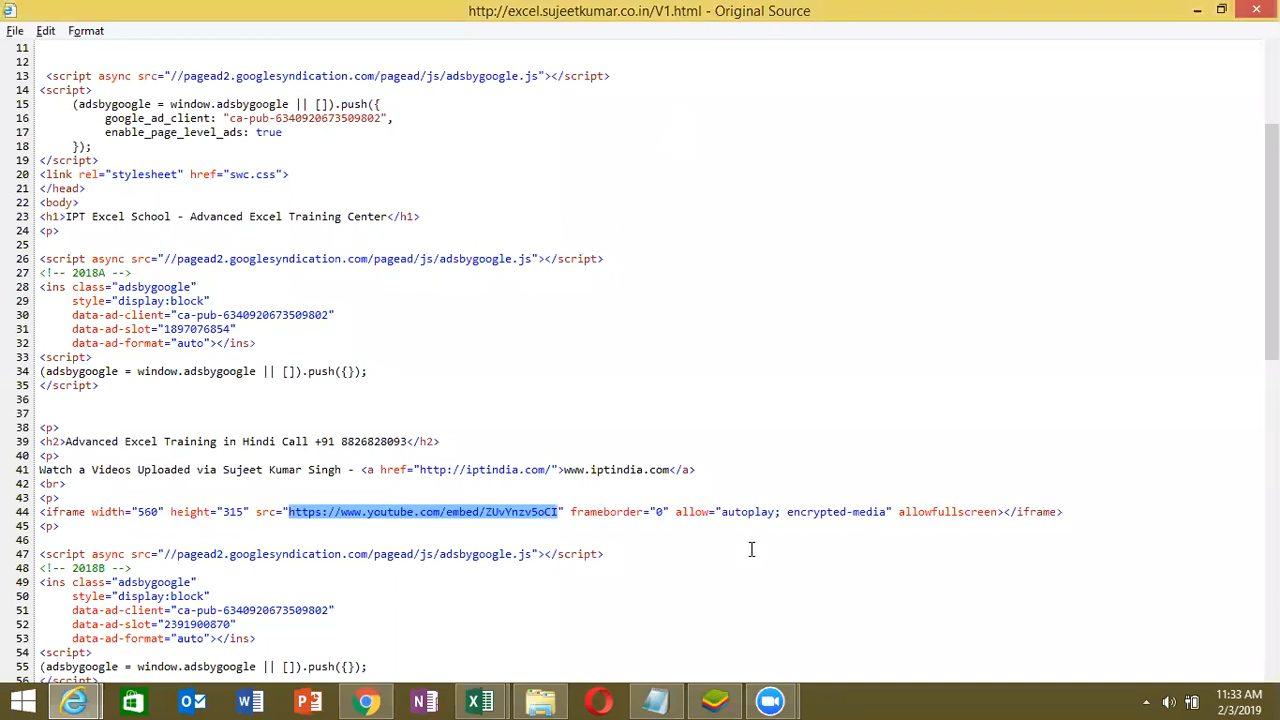 http://excel.sujeetkumar.co.in/V1.html - Original Source
File Edit Format
11
12
13 <script async src="//pagead2.googlesyndication.com/pagead/js/adsbygoogle.js"></script>
14 <script>
15 (adsbygoogle = window.adsbygoogle || []).push({
16 google_ad_client: "ca-pub-6340920673509802",
17 enable_page_level_ads: true
18 });
19 </script>
20 <link rel="stylesheet" href="swc.css">
21 </head>
22 <body>
23 <h1>IPT Excel School - Advanced Excel Training Center</h1>
24 <p>
25
26 <script async src="//pagead2.googlesyndication.com/pagead/js/adsbygoogle.js"></script>
27 <!-- 2018A -->
28 <ins class="adsbygoogle"
29 style="display:block"
30 data-ad-client="ca-pub-6340920673509802"
31 data-ad-slot="1897076854"
32 data-ad-format="auto"></ins>
33 <script>
34 (adsbygoogle = window.adsbygoogle || []).push({});
35 </script>
36
37
38 <p>
39 <h2>Advanced Excel Training in Hindi Call +91 8826828093</h2>
40 <p>
41 Watch a Videos Uploaded via Sujeet Kumar Singh - <a href="http://iptindia.com/">www.iptindia.com</a>
42 <br>
43 <p>
44 <iframe width="560" height="315" src="https://www.youtube.com/embed/ZUvYnzv5oCI" frameborder="0" allow="autoplay; encrypted-media" allowfullscreen></iframe>
45 <p>
46
47 <script async src="//pagead2.googlesyndication.com/pagead/js/adsbygoogle.js"></script>
48 <!-- 2018B -->
49 <ins class="adsbygoogle"
50 style="display:block"
51 data-ad-client="ca-pub-6340920673509802"
52 data-ad-slot="2391900870"
53 data-ad-format="auto"></ins>
54 <script>
55 (adsbygoogle = window.adsbygoogle || []).push({});
56 </script>
11:33 AM
2/3/2019